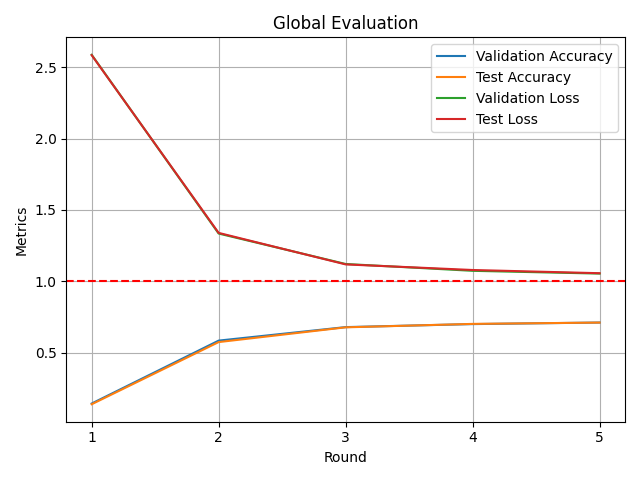 Global Evaluation
Validation Accuracy
Test Accuracy
Validation Loss
Test Loss
Metrics
2.5
2.0
1.5
1.0
0.5
1 2 3 4 5
Round